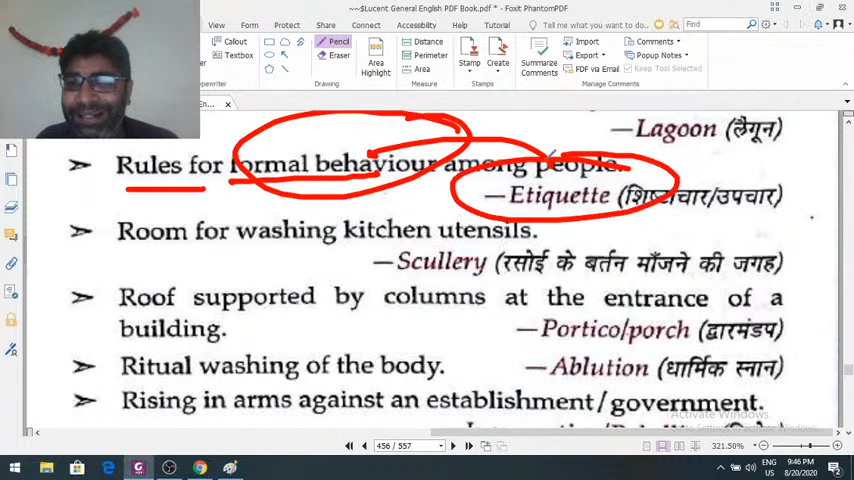 ~~$Lucent General English PDF Book.pdf * - Foxit PhantomPDF
Protect Form Share Connect Help Tutorial Tell me what you want to do... Find
Callout Pencil Distance Import Comments
Textbox Eraser Perimeter Export Popup Notes
Area FDF via Email Keep Tool Selected
Area Highlight Stamp Create Summarize Comments
Typewriter Drawing Measure Stamps Manage Comments
—Lagoon (लैगून)
➢ Rules for formal behaviour among people.
—Etiquette (शिष्टाचार/उपचार)
➢ Room for washing kitchen utensils.
—Scullery (रसोई के बर्तन माँजने की जगह)
➢ Roof supported by columns at the entrance of a
building. —Portico/porch (द्वारमंडप)
➢ Ritual washing of the body.
—Ablution (धार्मिक स्नान)
➢ Rising in arms against an establishment/government.
Activate Windows
456 / 557
321.50%
ENG 9:46 PM
US 8/20/2020